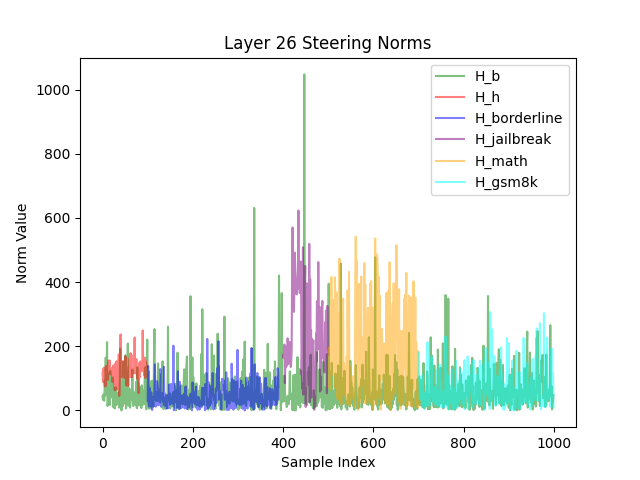 Layer 26 Steering Norms
H_b
H_h
H_borderline
H_jailbreak
H_math
H_gsm8k
Norm Value
1000
800
600
400
200
0
0 200 400 600 800 1000
Sample Index